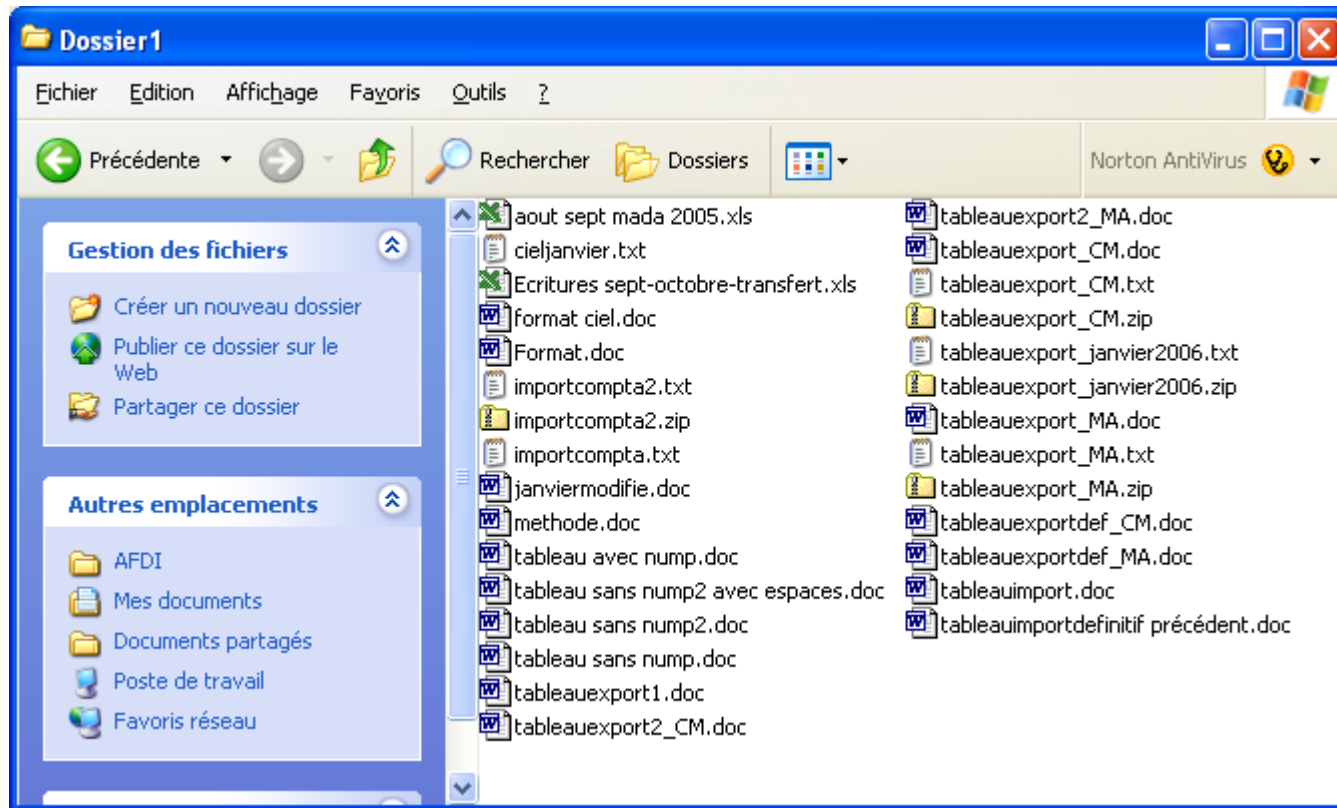 Dossier1
Fichier Edition Affichage Favoris Outils ?
Précédente Rechercher Dossiers Norton AntiVirus
Gestion des fichiers
Créer un nouveau dossier
Publier ce dossier sur le
Web
Partager ce dossier
Autres emplacements
AFDI
Mes documents
Documents partagés
Poste de travail
Favoris réseau
aout sept mada 2005.xls
cieljanvier.txt
Ecritures sept-octobre-transfert.xls
format ciel.doc
Format.doc
importcompta2.txt
importcompta2.zip
importcompta.txt
janviermodifie.doc
methode.doc
tableau avec nump.doc
tableau sans nump2 avec espaces.doc
tableau sans nump2.doc
tableau sans nump.doc
tableauexport1.doc
tableauexport2_CM.doc
tableauexport2_MA.doc
tableauexport_CM.doc
tableauexport_CM.txt
tableauexport_CM.zip
tableauexport_janvier2006.txt
tableauexport_janvier2006.zip
tableauexport_MA.doc
tableauexport_MA.txt
tableauexport_MA.zip
tableauexportdef_CM.doc
tableauexportdef_MA.doc
tableauimport.doc
tableauimportdefinitif précédent.doc